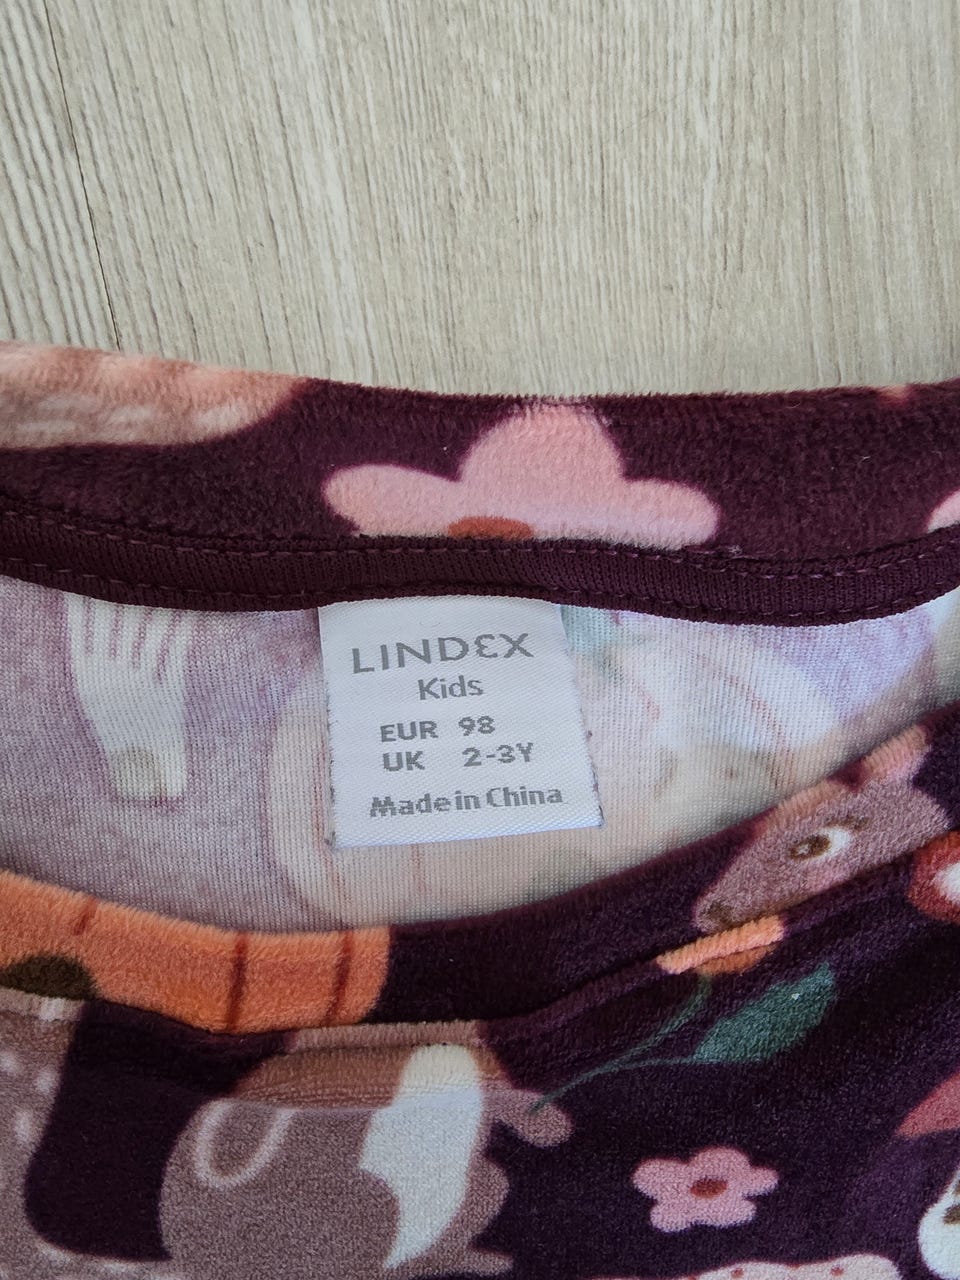 LINDEX
Kids
EUR 98
UK 2-3Y
Made in China